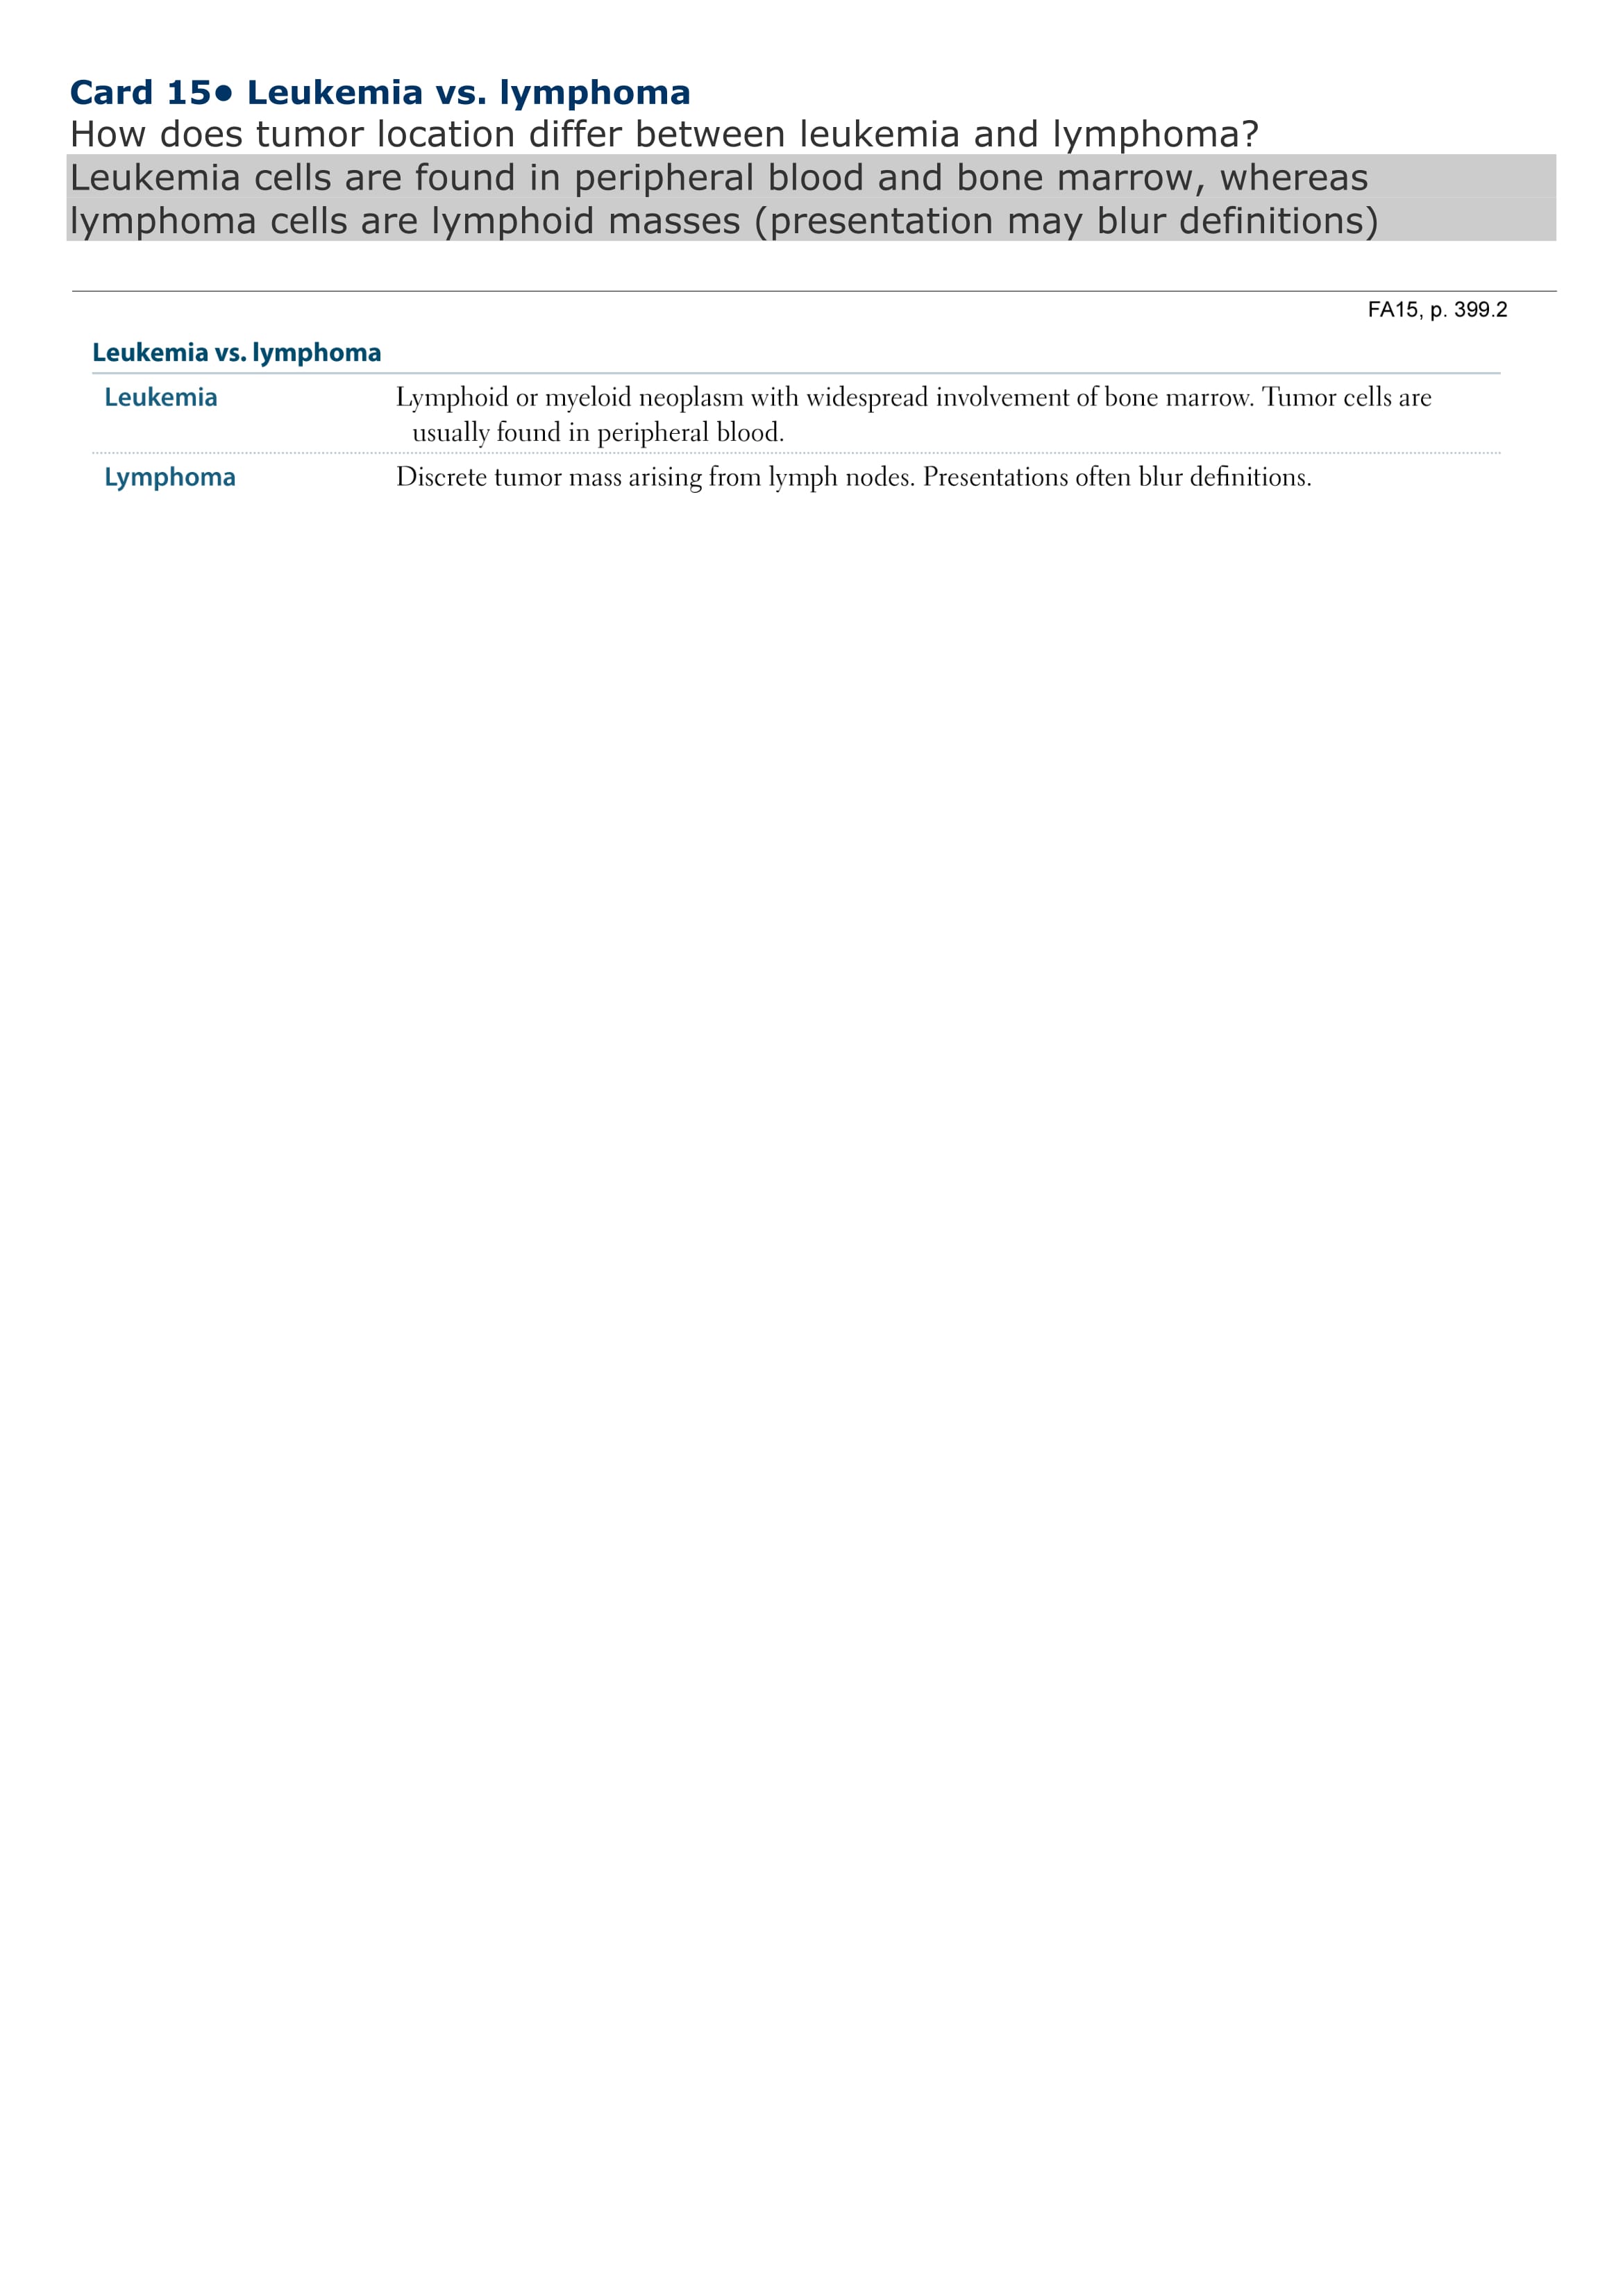 Card 15● Leukemia vs. lymphoma
How does tumor location differ between leukemia and lymphoma?
Leukemia cells are found in peripheral blood and bone marrow, whereas
lymphoma cells are lymphoid masses (presentation may blur definitions)
FA15, p. 399.2
Leukemia vs. lymphoma
Leukemia Lymphoid or myeloid neoplasm with widespread involvement of bone marrow. Tumor cells are
usually found in peripheral blood.
Lymphoma Discrete tumor mass arising from lymph nodes. Presentations often blur definitions.